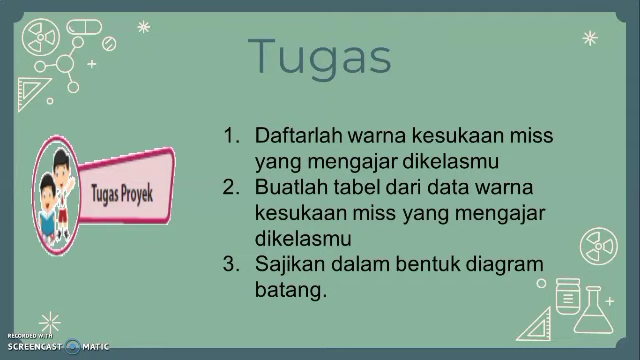 Tugas
Tugas Proyek
1. Daftarlah warna kesukaan miss
yang mengajar dikelasmu
2. Buatlah tabel dari data warna
kesukaan miss yang mengajar
dikelasmu
3. Sajikan dalam bentuk diagram
batang.
RECORDED WITH
SCREENCAST MATIC